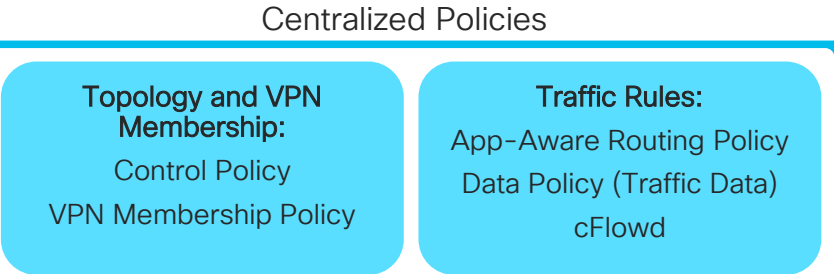 Centralized Policies
Topology and VPN
Membership:
Control Policy
VPN Membership Policy
Traffic Rules:
App-Aware Routing Policy
Data Policy (Traffic Data)
cFlowd